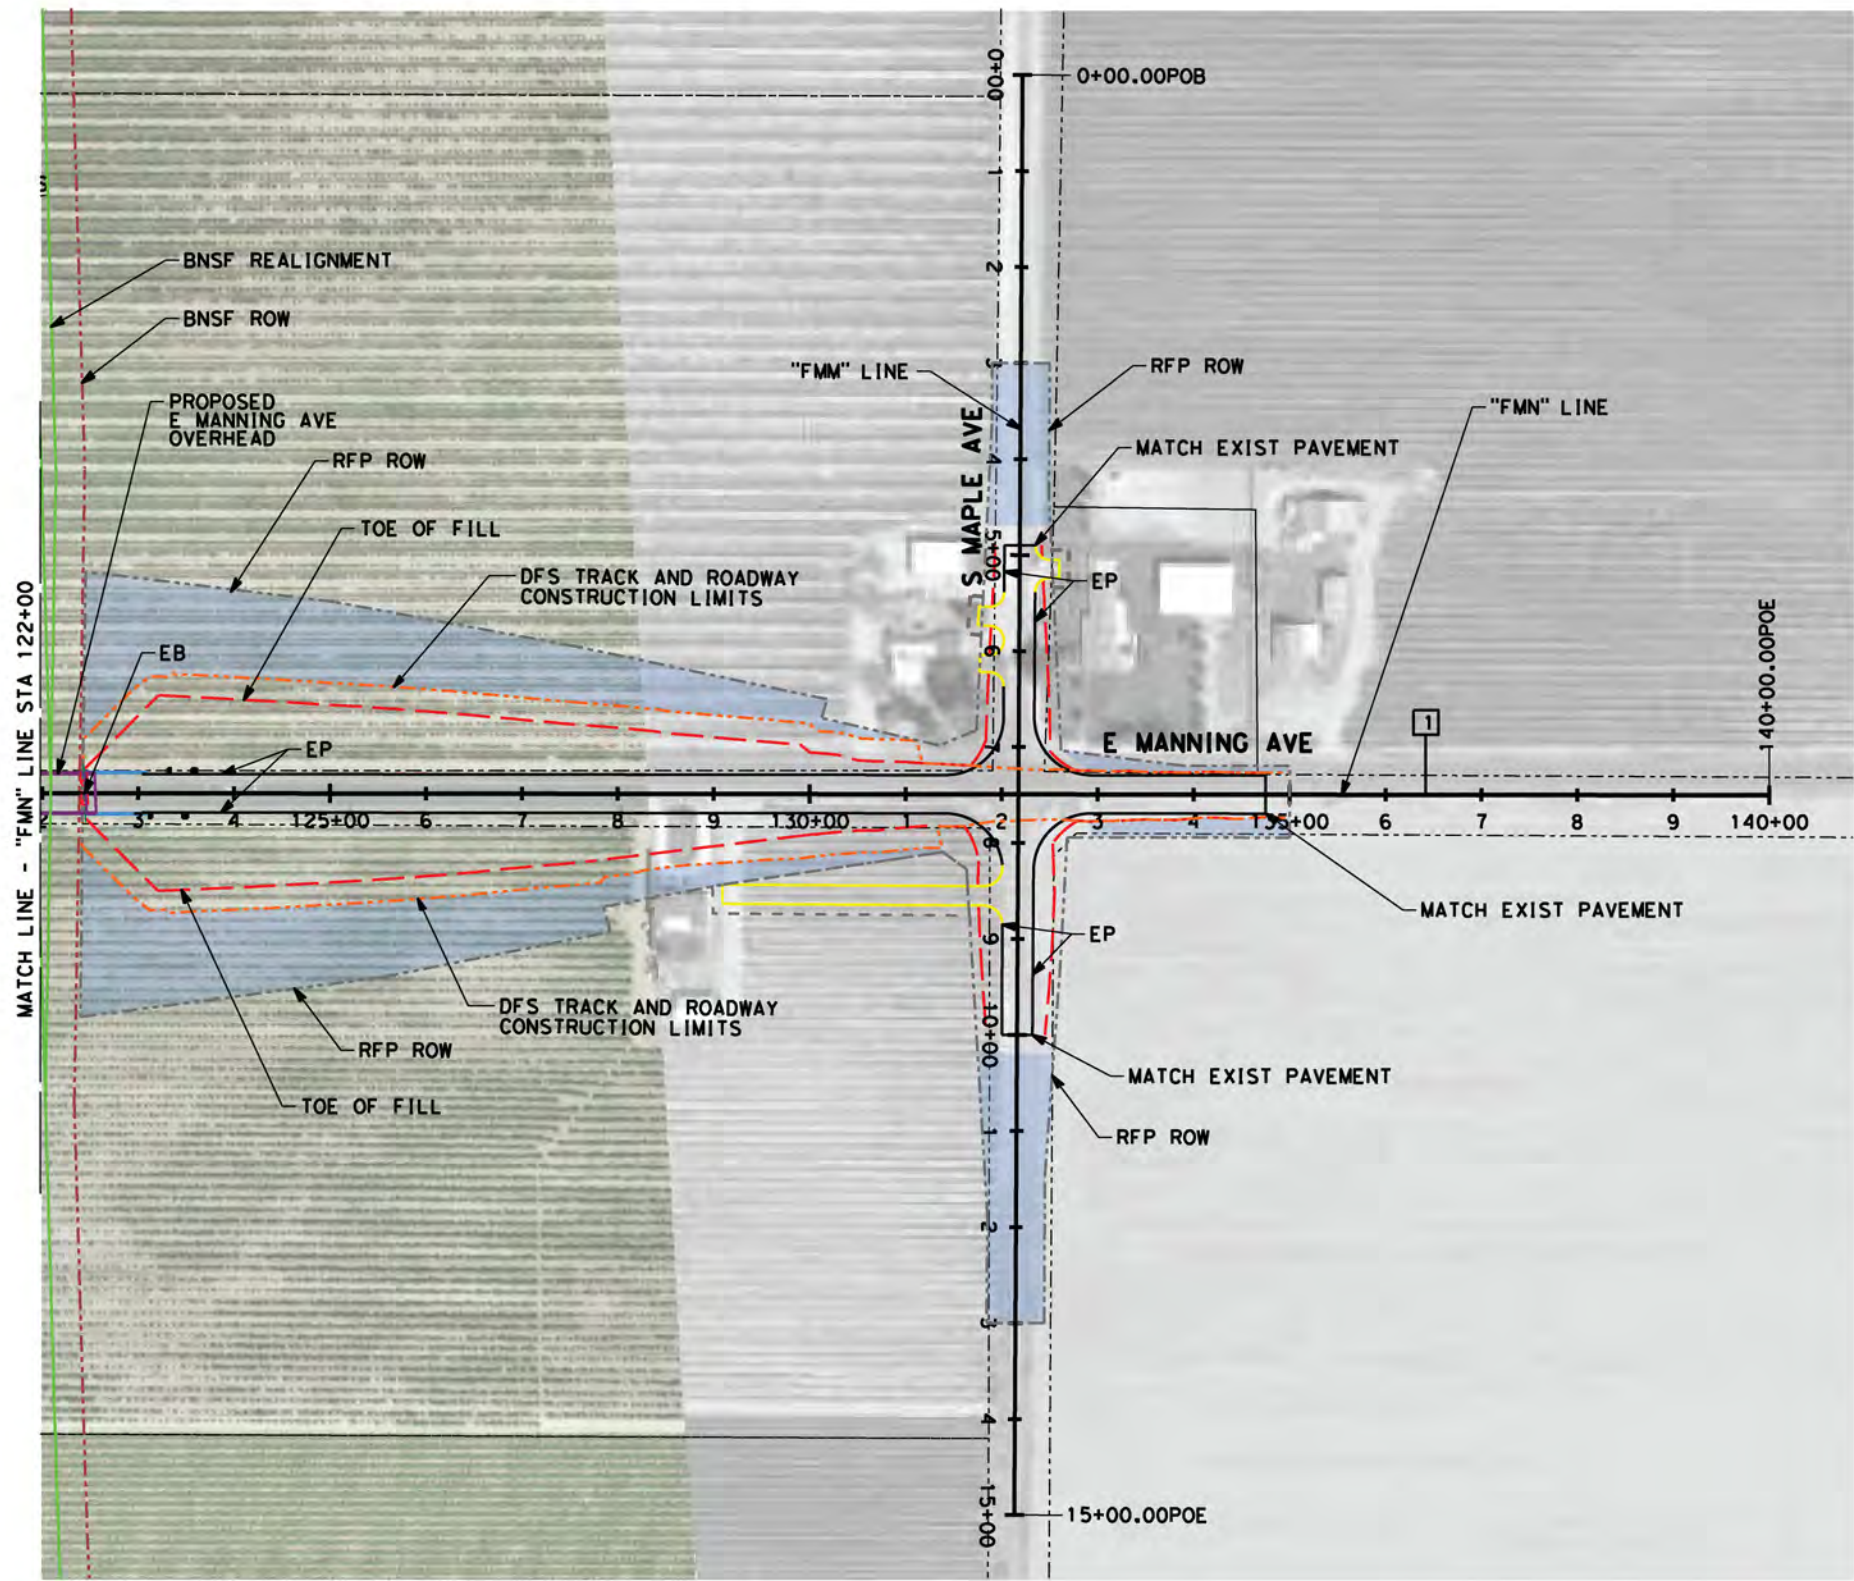 0+00
0+00.00POB
1
2
BNSF REALIGNMENT
BNSF ROW
"FMM" LINE
3
RFP ROW
PROPOSED
E MANNING AVE
OVERHEAD
"FMN" LINE
S MAPLE AVE
MATCH EXIST PAVEMENT
4
RFP ROW
TOE OF FILL
5+00
DFS TRACK AND ROADWAY
CONSTRUCTION LIMITS
EP
MATCH LINE - "FMN" LINE STA 122+00
EB
6
140+00.00POE
1
7
E MANNING AVE
EP
2
3
4
125+00
6
7
8
9
130+00
1
2
3
4
135+00
6
7
8
9
140+00
8
MATCH EXIST PAVEMENT
9
EP
DFS TRACK AND ROADWAY
CONSTRUCTION LIMITS
10+00
RFP ROW
MATCH EXIST PAVEMENT
TOE OF FILL
1
RFP ROW
2
3
4
15+00
15+00.00POE